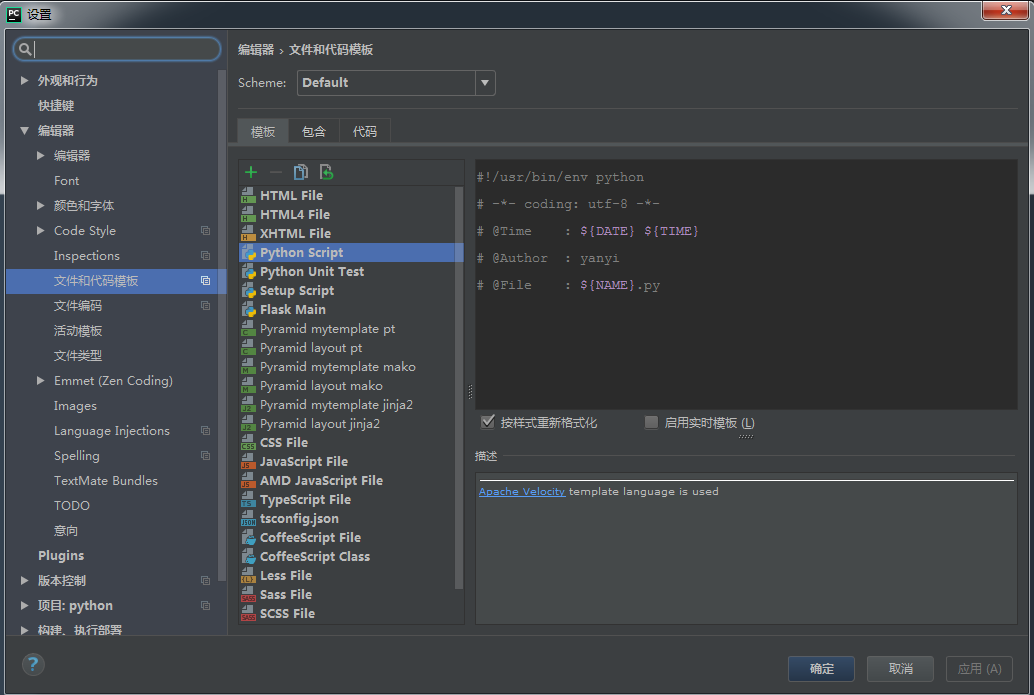 PC 设置
外观和行为
快捷键
编辑器
编辑器
Font
颜色和字体
Code Style
Inspections
文件和代码模板
文件编码
活动模板
文件类型
Emmet (Zen Coding)
Images
Language Injections
Spelling
TextMate Bundles
TODO
意向
Plugins
版本控制
项目: python
构建、执行部署
编辑器 › 文件和代码模板
Scheme: Default
模板 包含 代码
HTML File
HTML4 File
XHTML File
Python Script
Python Unit Test
Setup Script
Flask Main
Pyramid mytemplate pt
Pyramid layout pt
Pyramid mytemplate mako
Pyramid layout mako
Pyramid mytemplate jinja2
Pyramid layout jinja2
CSS File
JavaScript File
AMD JavaScript File
TypeScript File
tsconfig.json
CoffeeScript File
CoffeeScript Class
Less File
Sass File
SCSS File
#!/usr/bin/env python
# -*- coding: utf-8 -*-
# @Time    : ${DATE} ${TIME}
# @Author  : yanyi
# @File    : ${NAME}.py
按样式重新格式化 启用实时模板 (L)
描述
Apache Velocity template language is used
?
确定 取消 应用 (A)